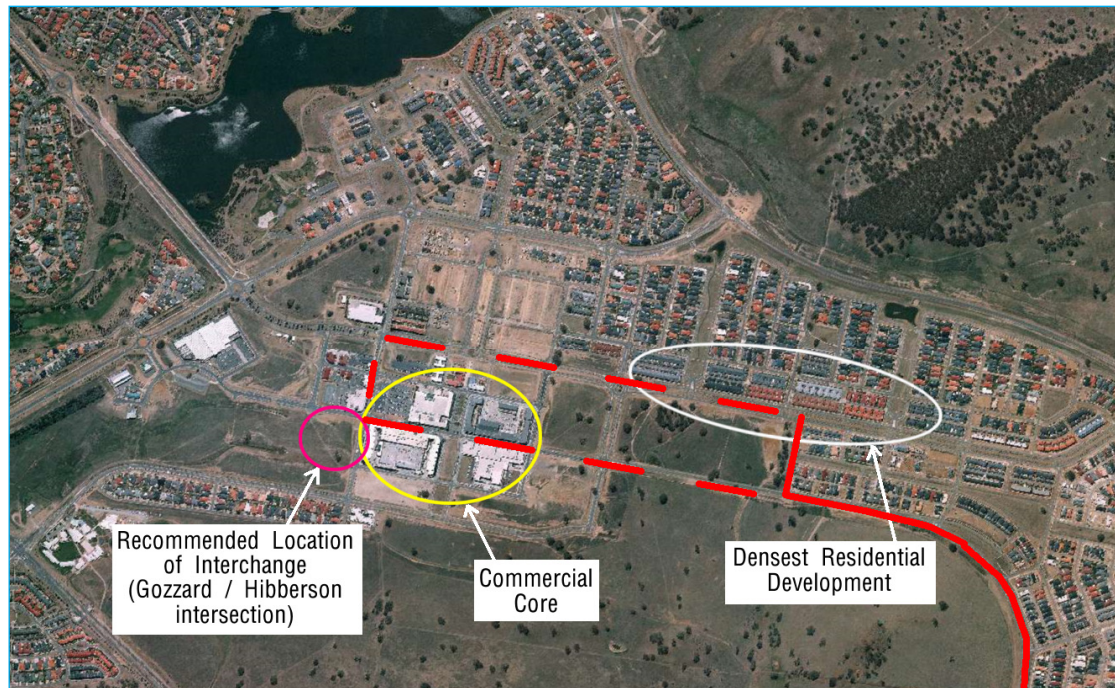 Recommended Location
of Interchange
(Gozzard / Hibberson
intersection)
Commercial
Core
Densest Residential
Development